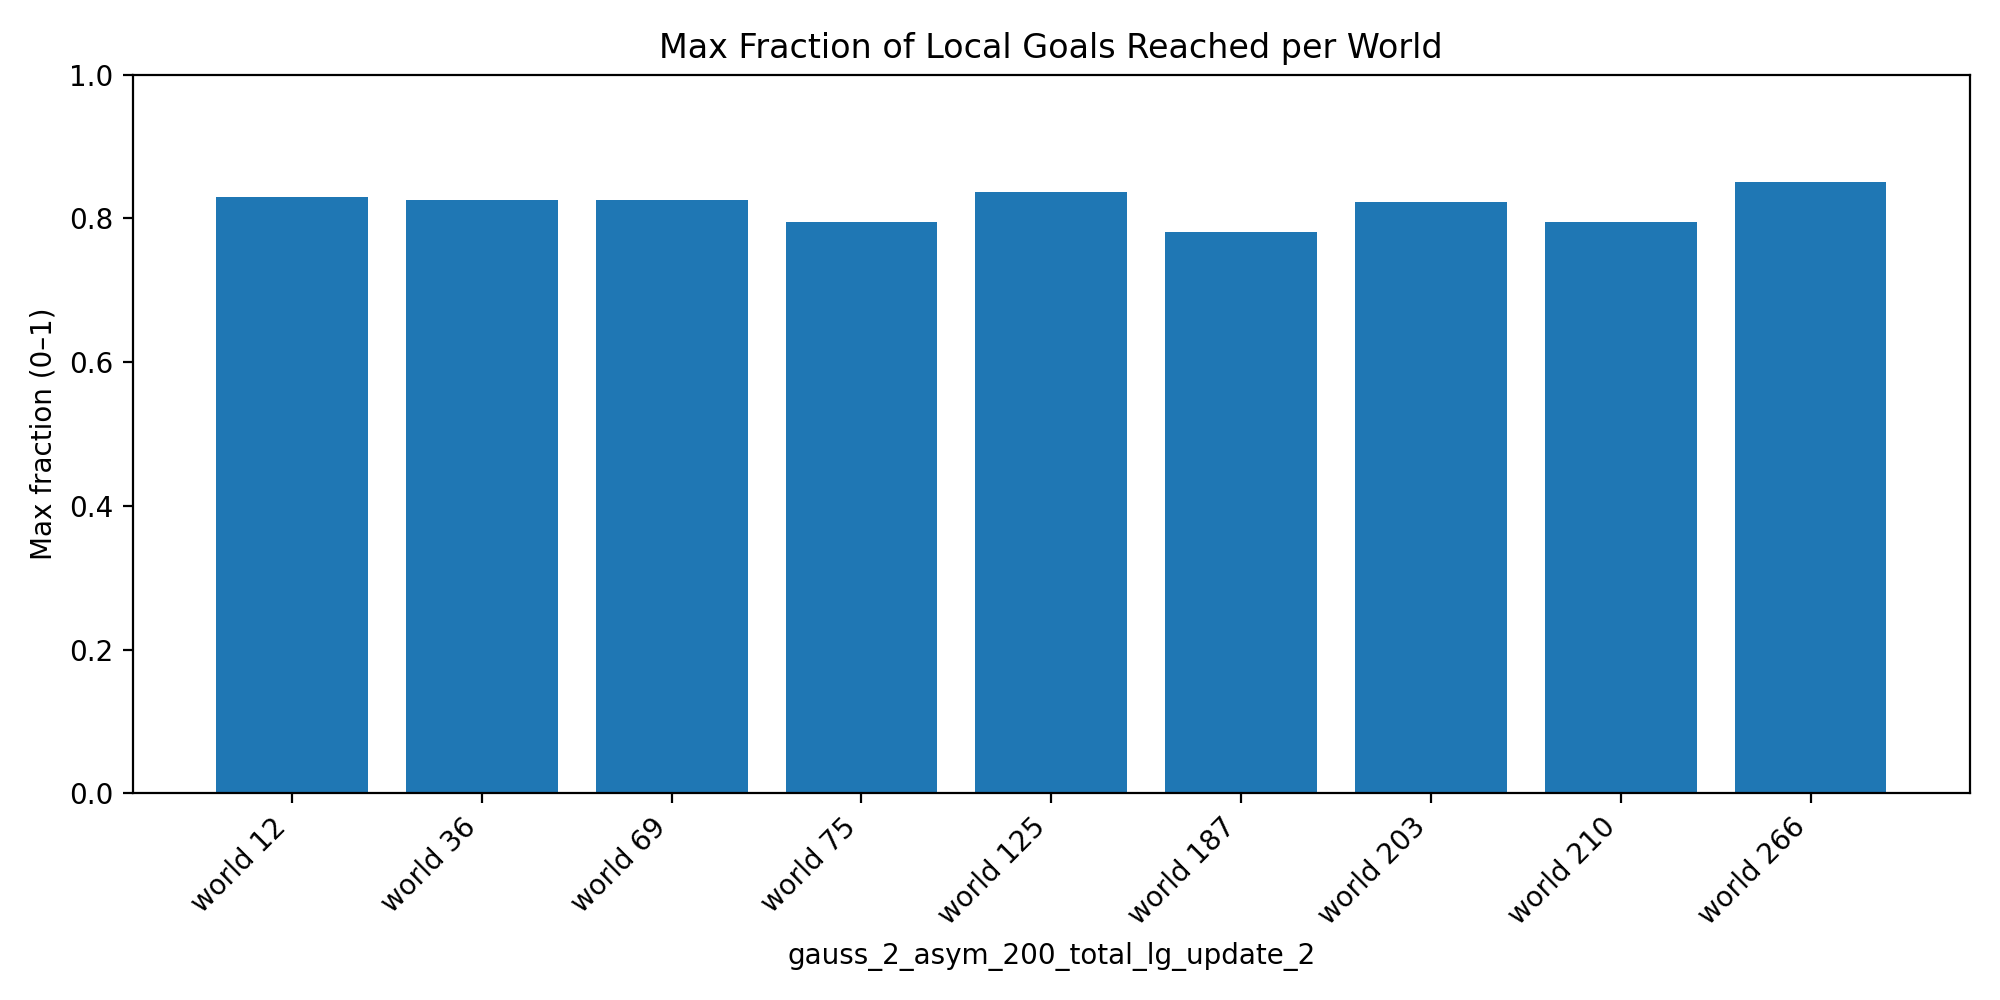 Max Fraction of Local Goals Reached per World
Max fraction (0–1)
1.0
0.8
0.6
0.4
0.2
0.0
world 12
world 36
world 69
world 75
world 125
world 187
world 203
world 210
world 266
gauss_2_asym_200_total_lg_update_2